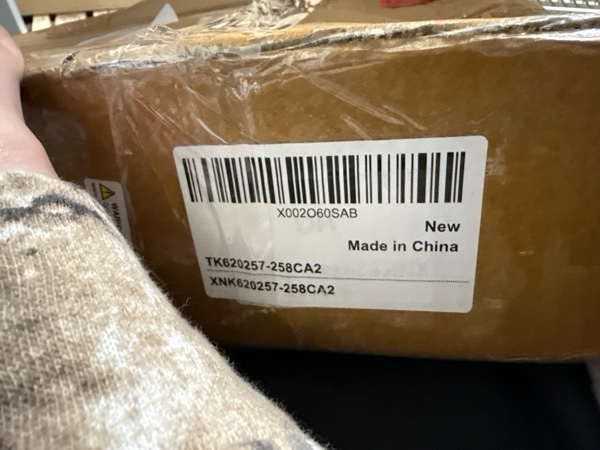 X002O60SAB
New
Made in China
TK620257-258CA2
XNK620257-258CA2